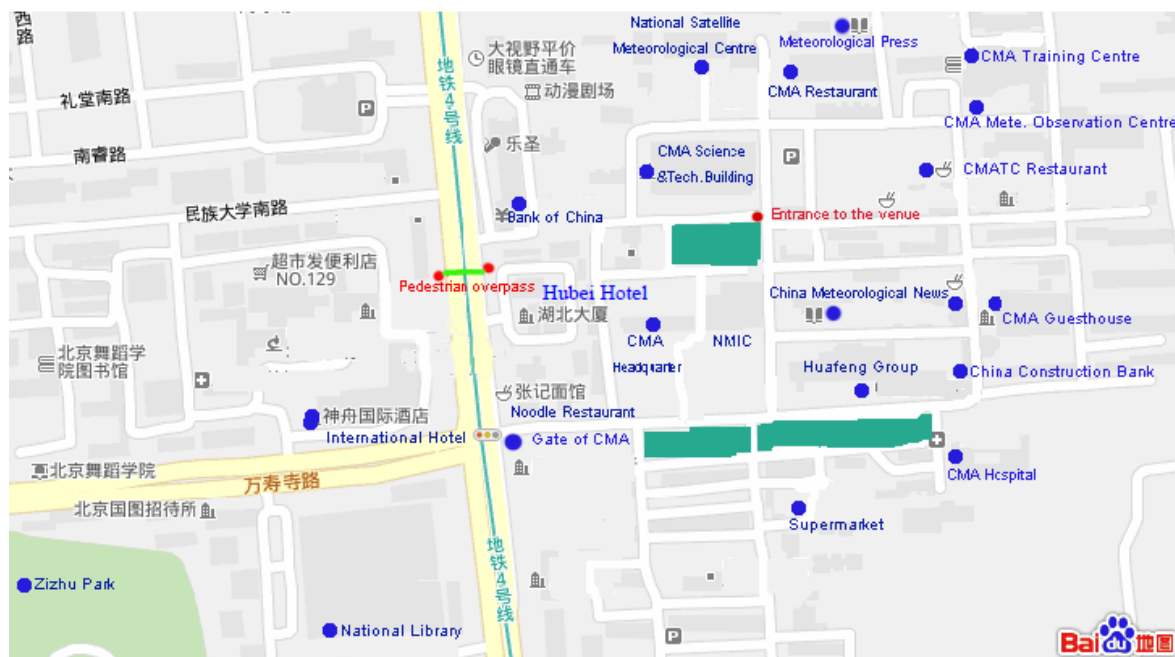 西路
National Satellite
Meteorological Centre
Meteorological Press
大视野平价
眼镜直通车
CMA Training Centre
CMA Restaurant
动漫剧场
地铁4号线
礼堂南路
P
CMA Mete. Observation Centre
南睿路
乐圣
CMA Science
&Tech.Building
P
CMATC Restaurant
民族大学南路
Bank of China
Entrance to the venue
超市发便利店
NO.129
Pedestrian overpass
Hubei Hotel
湖北大厦
China Meteorological News
CMA Guesthouse
CMA
Headquarter
NMIC
北京舞蹈学
院图书馆
Huafeng Group
China Construction Bank
张记面馆
Noodle Restaurant
神舟国际酒店
International Hotel
Gate of CMA
北京舞蹈学院
万寿寺路
CMA Hospital
北京国图招待所
Supermarket
地铁4号线
Zizhu Park
National Library
P
Bai du 地图